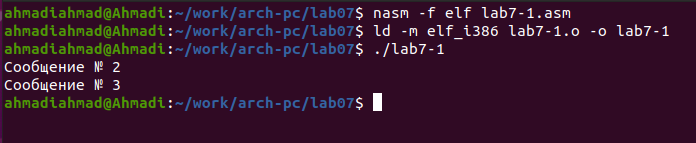 ahmadiahmad@Ahmadi:~/work/arch-pc/lab07$ nasm -f elf lab7-1.asm
ahmadiahmad@Ahmadi:~/work/arch-pc/lab07$ ld -m elf_i386 lab7-1.o -o lab7-1
ahmadiahmad@Ahmadi:~/work/arch-pc/lab07$ ./lab7-1
Сообщение № 2
Сообщение № 3
ahmadiahmad@Ahmadi:~/work/arch-pc/lab07$